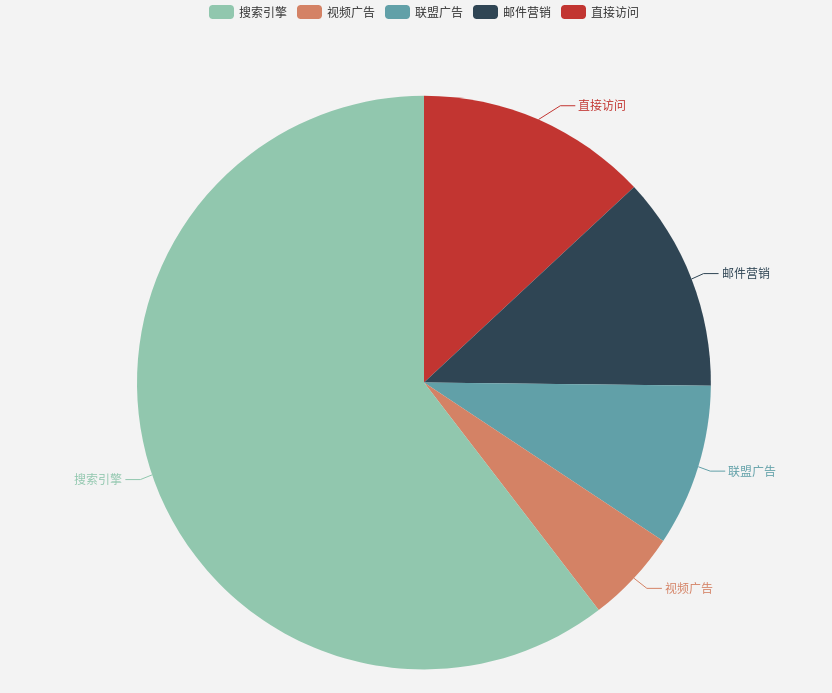 搜索引擎 视频广告 联盟广告 邮件营销 直接访问
直接访问
邮件营销
联盟广告
搜索引擎
视频广告